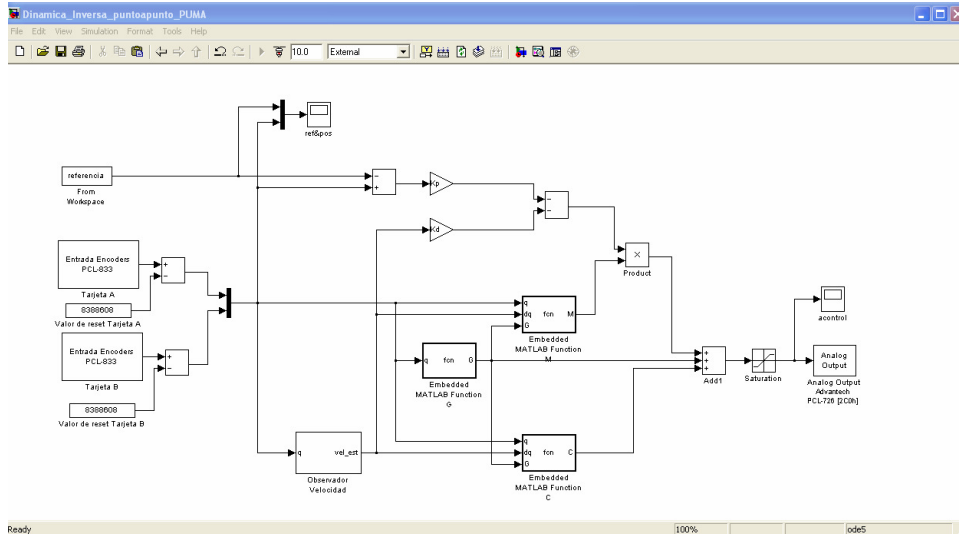 Dinamica_Inversa_puntoapunto_PUMA
File Edit View Simulation Format Tools Help
10.0 External
ref&pos
referencia
From
Workspace
Kp
Kd
Entrada Encoders
PCL-833
Tarjeta A
8388608
Valor de reset Tarjeta A
Entrada Encoders
PCL-833
Tarjeta B
8388608
Valor de reset Tarjeta B
Product
q
dq fcn M
G
Embedded
MATLAB Function
M
q fcn G
Embedded
MATLAB Function
G
q
dq fcn C
G
Embedded
MATLAB Function
C
q vel_est
Observador
Velocidad
Add1
Saturation
acontrol
Analog
Output
Analog Output
Advantech
PCL-726 [2C0h]
Ready 100% ode5